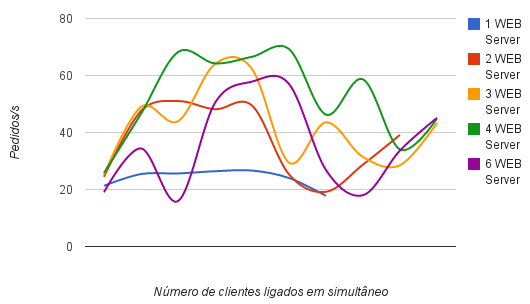 80
60
40
20
0
Pedidos/s
Número de clientes ligados em simultâneo
1 WEB
Server
2 WEB
Server
3 WEB
Server
4 WEB
Server
6 WEB
Server